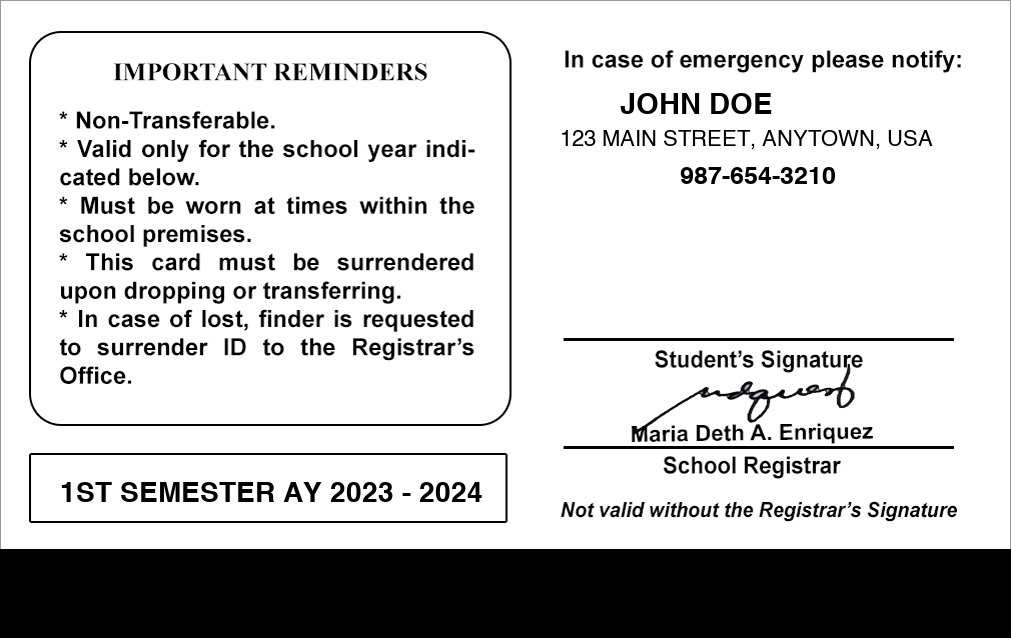 IMPORTANT REMINDERS
* Non-Transferable.
* Valid only for the school year indi-
cated below.
* Must be worn at times within the
school premises.
* This card must be surrendered
upon dropping or transferring.
* In case of lost, finder is requested
to surrender ID to the Registrar's
Office.
1ST SEMESTER AY 2023 - 2024
In case of emergency please notify:
JOHN DOE
123 MAIN STREET, ANYTOWN, USA
987-654-3210
Student's Signature
Maria Deth A. Enriquez
School Registrar
Not valid without the Registrar's Signature